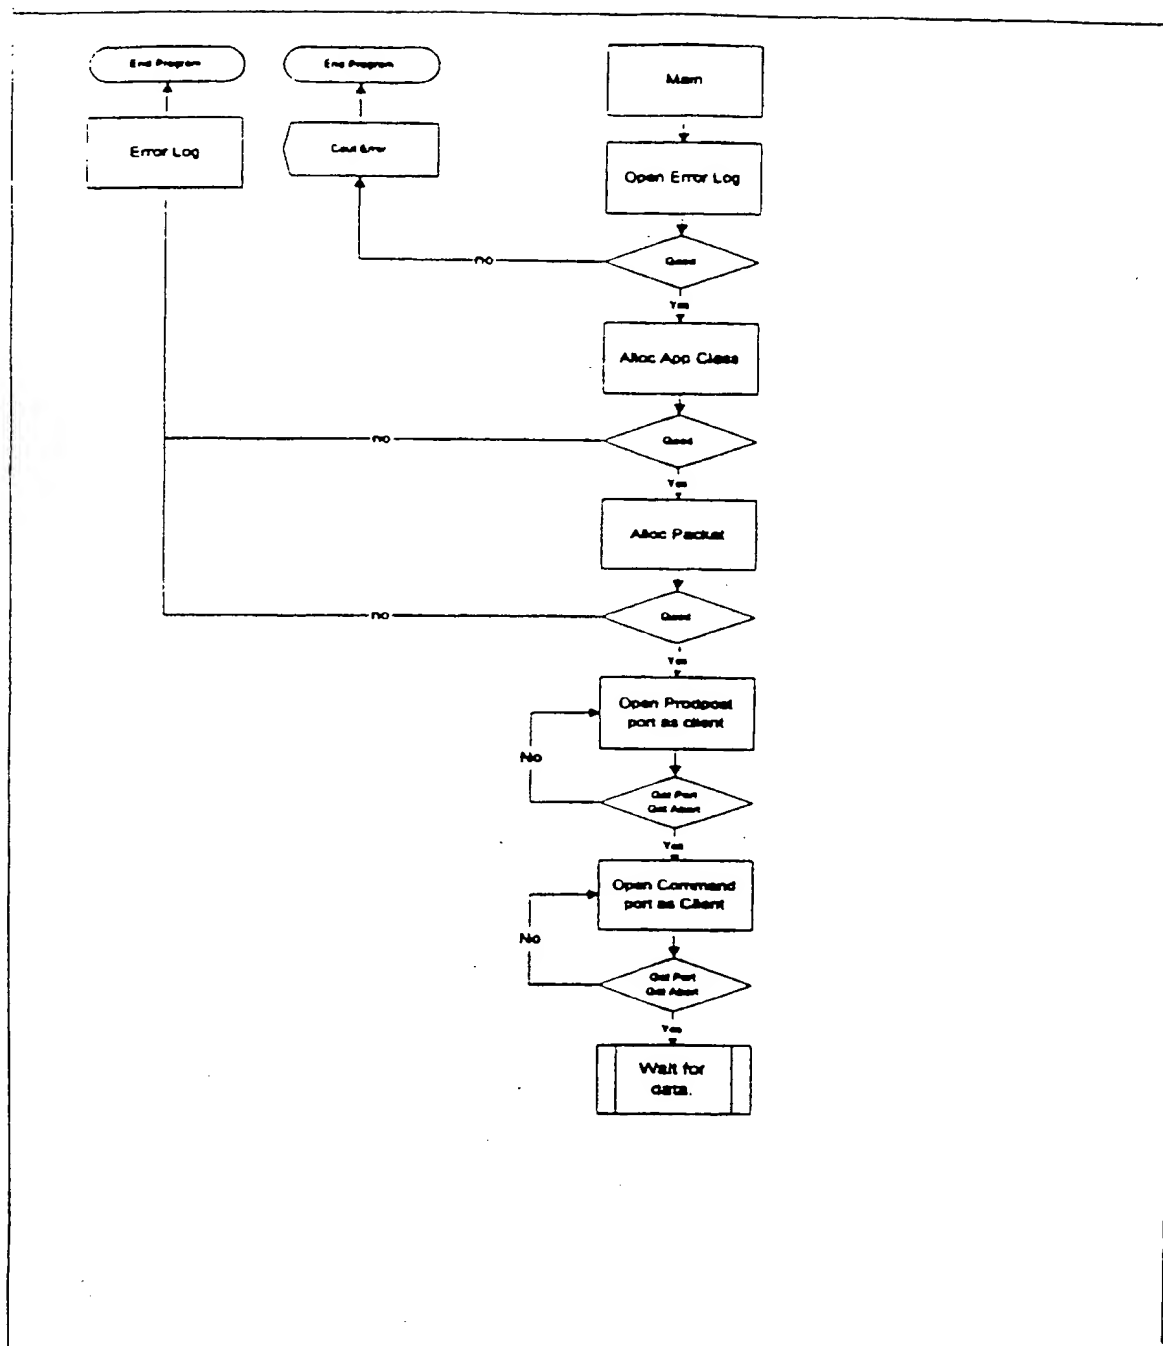 End Program
End Program
Main
Error Log
Cout Error
Open Error Log
no
Good
Yes
Alloc App Class
no
Good
Yes
Alloc Packet
no
Good
Yes
Open Prodpost
port as client
No
Got Port
Got Abort
Yes
Open Command
port as Client
No
Got Port
Got Abort
Yes
Wait for
data.